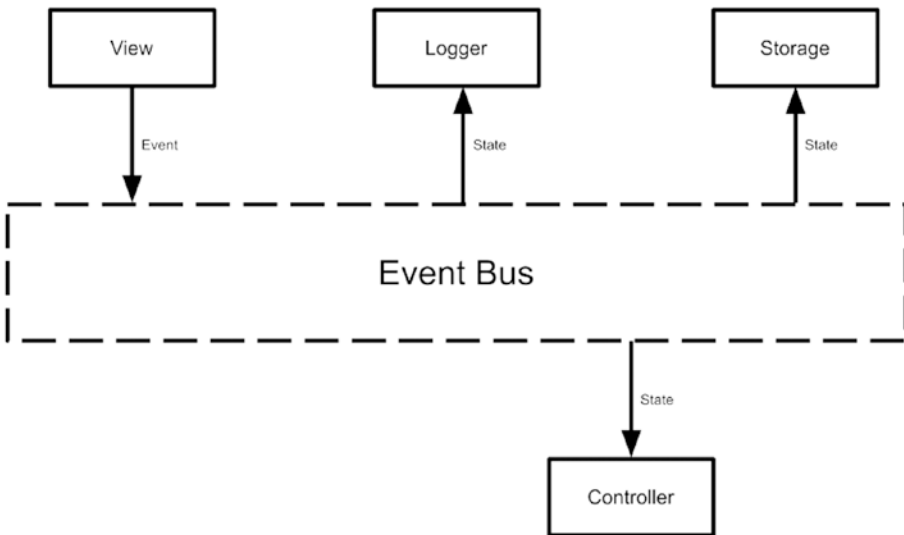 View
Logger
Storage
Event
State
State
Event Bus
State
Controller